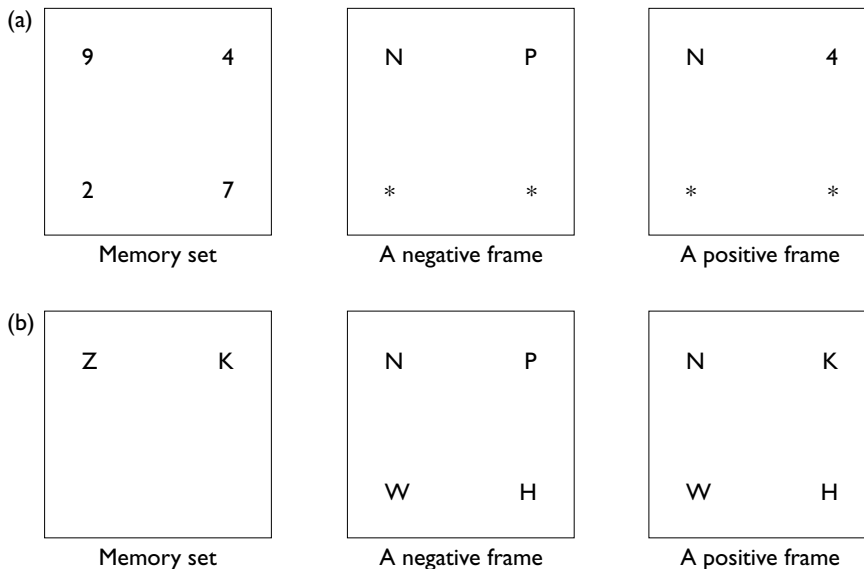 (a)
9 4 N P N 4
2 7 * * * *
Memory set A negative frame A positive frame
(b)
Z K N P N K
W H W H
Memory set A negative frame A positive frame